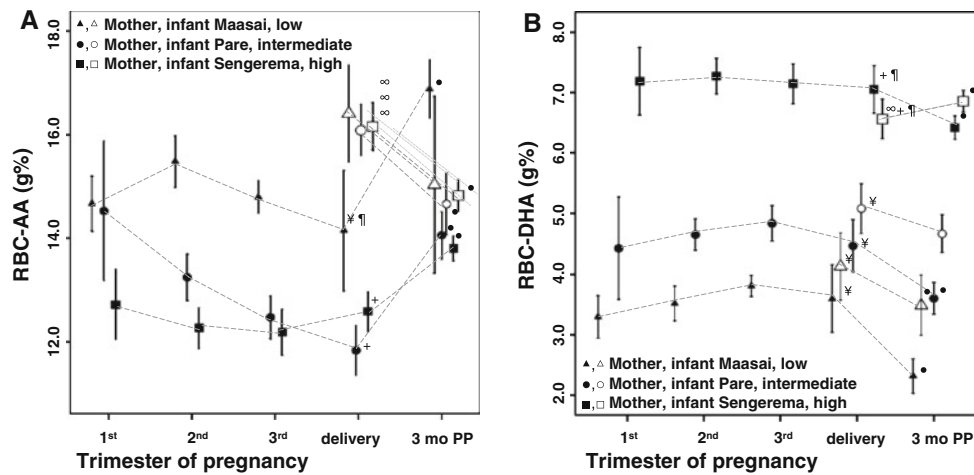 A
▲,△ Mother, infant Maasai, low
●,○ Mother, infant Pare, intermediate
■,□ Mother, infant Sengerema, high
RBC-AA (g%)
18.0
16.0
14.0
12.0
∞
∞
∞
¥ ¶
+
+
1st
2nd
3rd
delivery
3 mo PP
Trimester of pregnancy
B
RBC-DHA (g%)
8.0
7.0
6.0
5.0
4.0
3.0
2.0
+ ¶
∞ + ¶
¥
¥
¥
¥
▲,△ Mother, infant Maasai, low
●,○ Mother, infant Pare, intermediate
■,□ Mother, infant Sengerema, high
1st
2nd
3rd
delivery
3 mo PP
Trimester of pregnancy